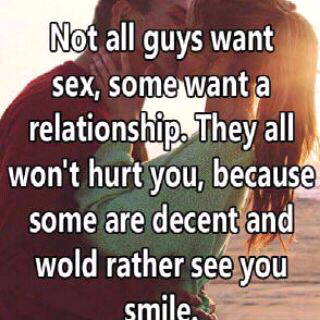 Not all guys want
sex, some want a
relationship. They all
won't hurt you, because
some are decent and
wold rather see you
smile.